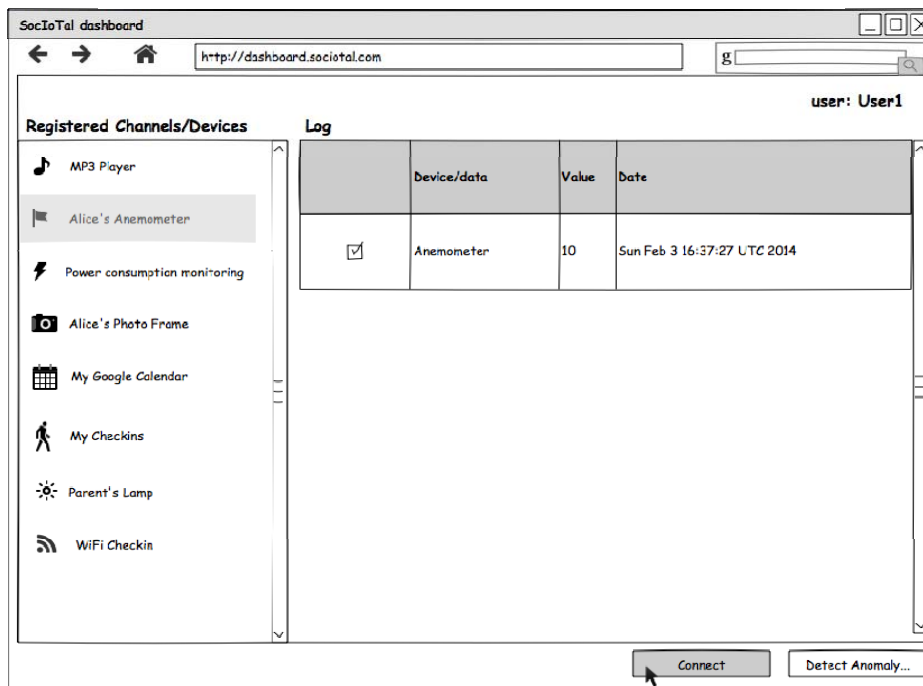 SocIoTal dashboard
http://dashboard.sociotal.com
g
user: User1
Registered Channels/Devices
Log
MP3 Player
Alice's Anemometer
Power consumption monitoring
Alice's Photo Frame
My Google Calendar
My Checkins
Parent's Lamp
WiFi Checkin
Device/data Value Date
Anemometer 10 Sun Feb 3 16:37:27 UTC 2014
Connect
Detect Anomaly...